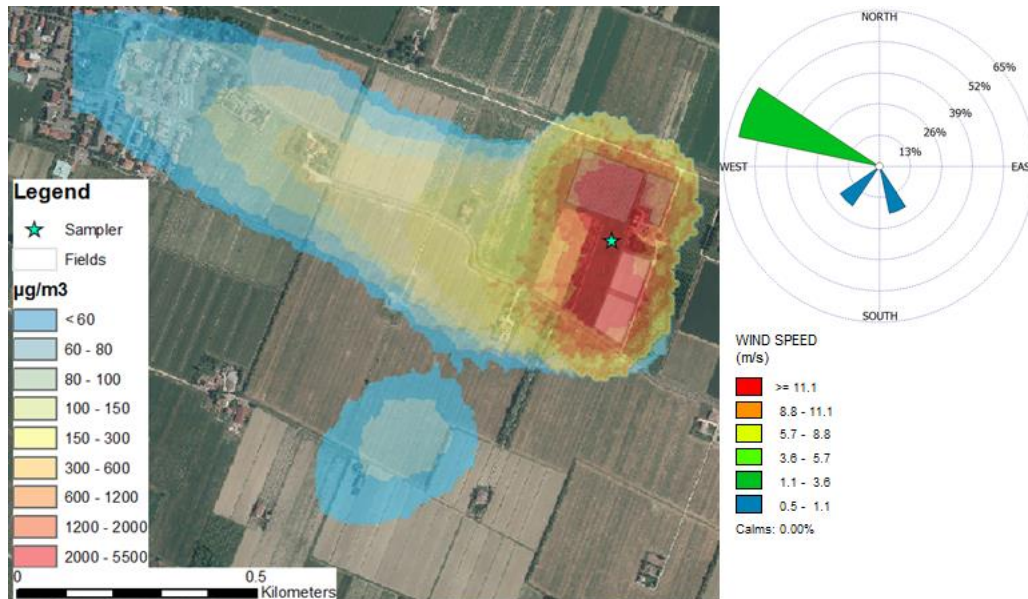 Legend
Sampler
Fields
µg/m3
< 60
60 - 80
80 - 100
100 - 150
150 - 300
300 - 600
600 - 1200
1200 - 2000
2000 - 5500
0 0.5
Kilometers
NORTH
65%
52%
39%
26%
13%
WEST
EAS
SOUTH
WIND SPEED
(m/s)
>= 11.1
8.8 - 11.1
5.7 - 8.8
3.6 - 5.7
1.1 - 3.6
0.5 - 1.1
Calms: 0.00%